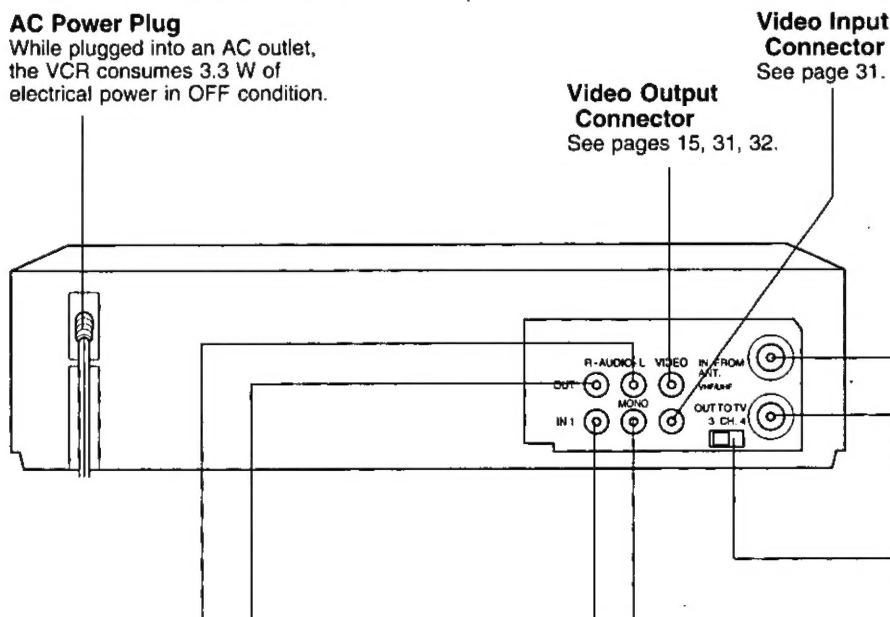 AC Power Plug
While plugged into an AC outlet,
the VCR consumes 3.3 W of
electrical power in OFF condition.
Video Input
Connector
See page 31.
Video Output
Connector
See pages 15, 31, 32.
R-AUDIO-L VIDEO IN FROM
ANT.
VHF/UHF
OUT
MONO
OUT TO TV
IN 1
3 CH. 4